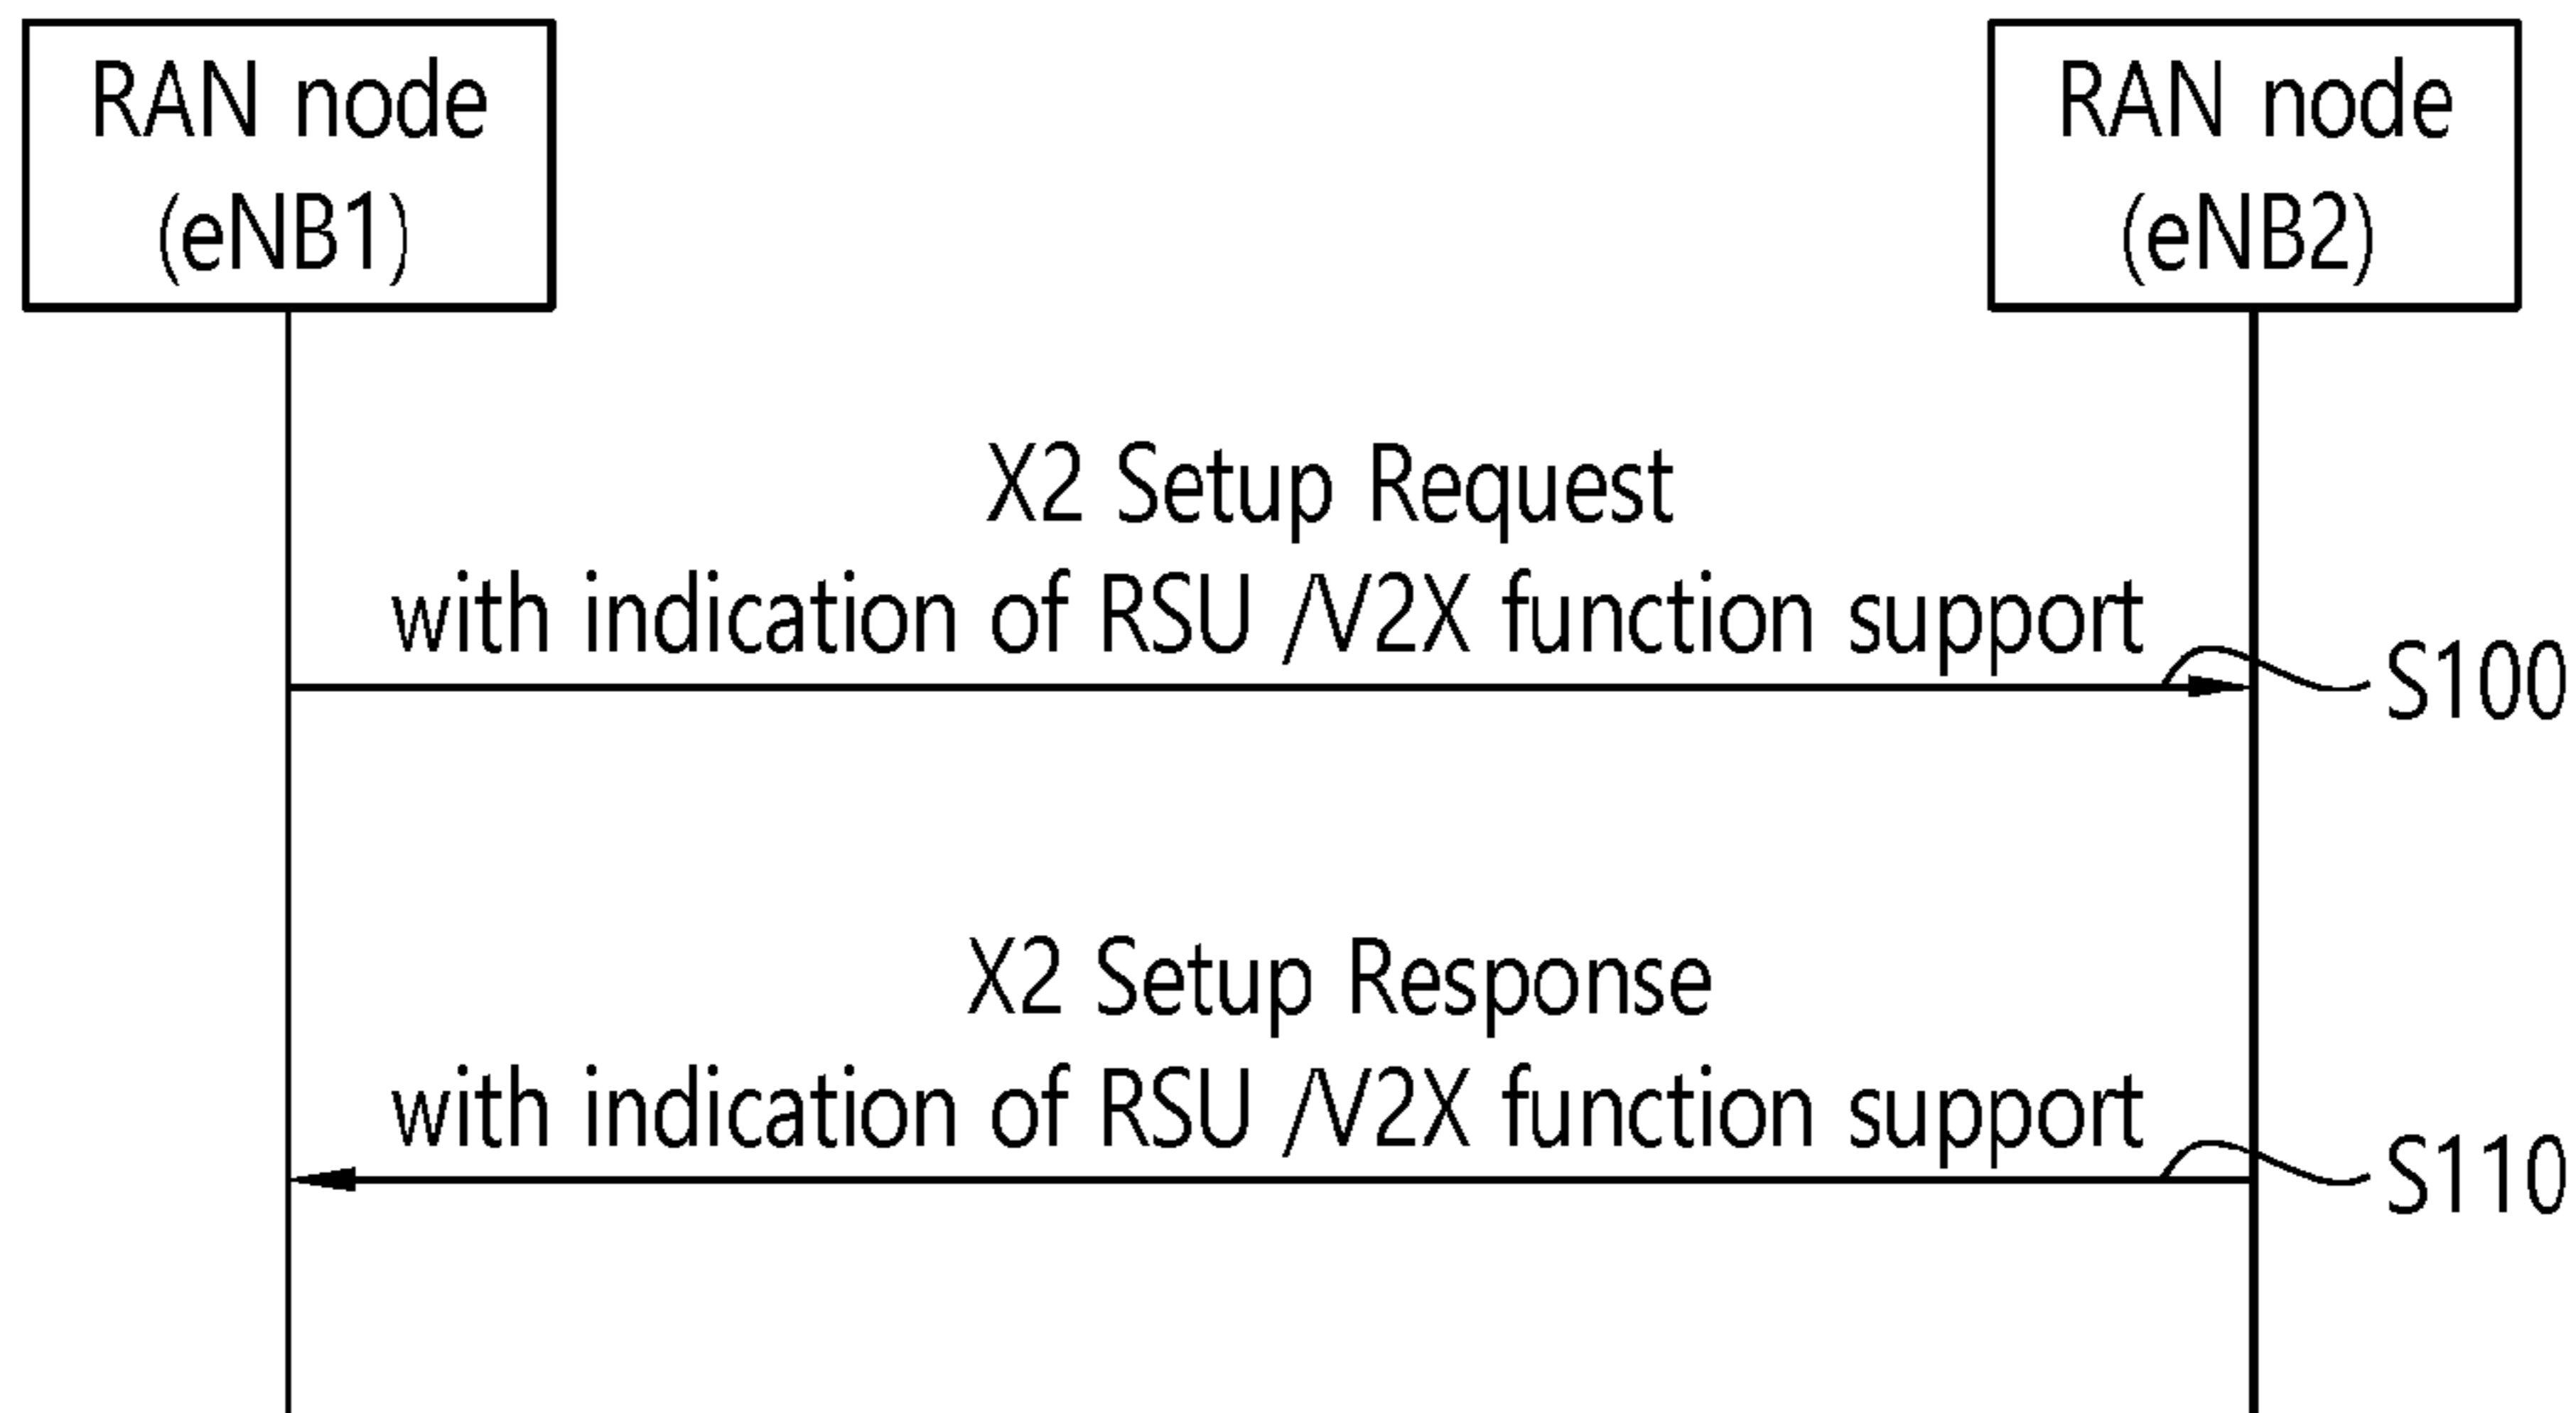 RAN node
(eNB1)
RAN node
(eNB2)
X2 Setup Request
with indication of RSU /V2X function support
S100
X2 Setup Response
with indication of RSU /V2X function support
S110